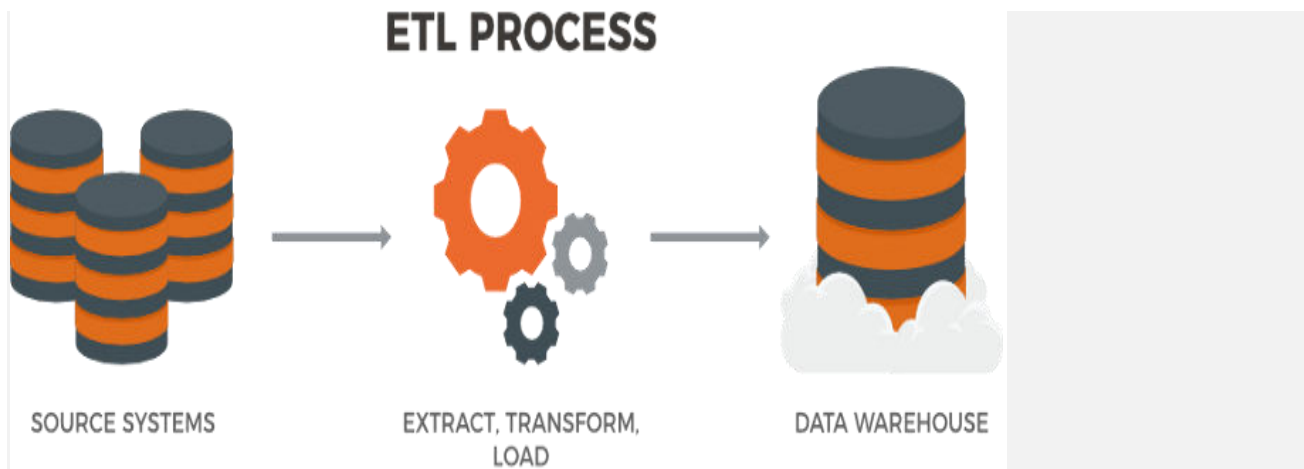 ETL PROCESS
SOURCE SYSTEMS
EXTRACT, TRANSFORM,
LOAD
DATA WAREHOUSE